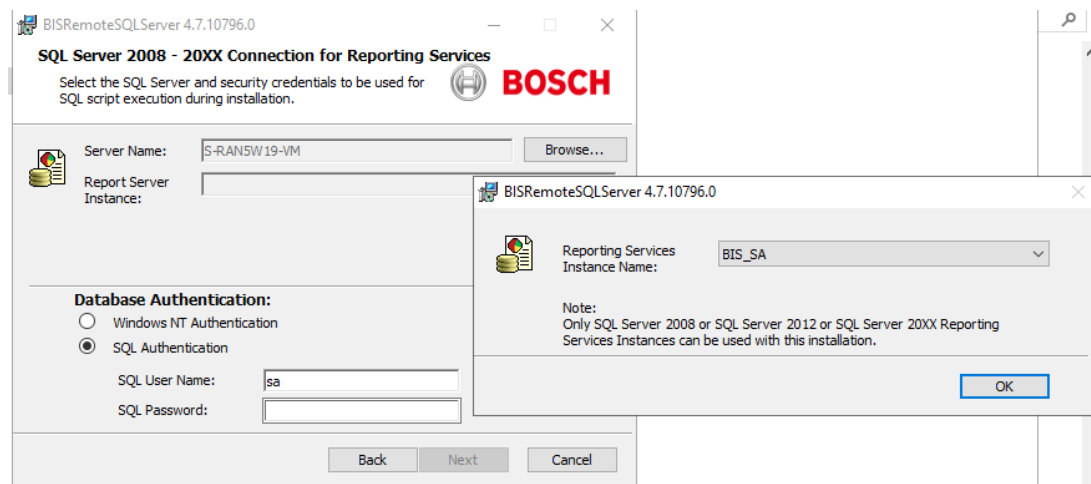 BISRemoteSQLServer 4.7.10796.0
SQL Server 2008 - 20XX Connection for Reporting Services
Select the SQL Server and security credentials to be used for
SQL script execution during installation.
BOSCH
Server Name:
S-RAN5W19-VM
Browse...
Report Server
Instance:
Database Authentication:
Windows NT Authentication
SQL Authentication
SQL User Name:
sa
SQL Password:
Back
Next
Cancel
BISRemoteSQLServer 4.7.10796.0
Reporting Services
Instance Name:
BIS_SA
Note:
Only SQL Server 2008 or SQL Server 2012 or SQL Server 20XX Reporting
Services Instances can be used with this installation.
OK